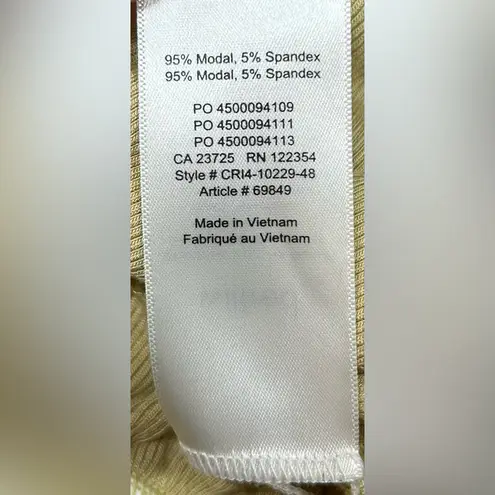 95% Modal, 5% Spandex
95% Modal, 5% Spandex
PO 4500094109
PO 4500094111
PO 4500094113
CA 23725 RN 122354
Style # CRI4-10229-48
Article # 69849
Made in Vietnam
Fabriqué au Vietnam